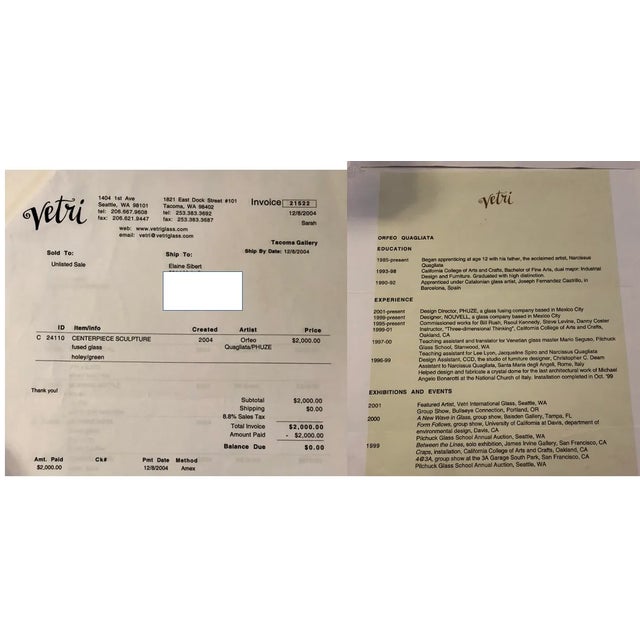 Vetri
1404 1st Ave
Seattle, WA 98101
tel: 206.667.9608
fax: 206.621.9447
1821 East Dock Street #101
Tacoma, WA 98402
tel: 253.383.3692
fax: 253.383.3687
web: www.vetriglass.com
email: vetri@vetriglass.com
Invoice 21522
12/8/2004
Sarah
Tacoma Gallery
Ship By Date: 12/8/2004
Sold To:
Unlisted Sale
Ship To:
Elaine Sibert
ID Item/Info Created Artist Price
C 24110 CENTERPIECE SCULPTURE 2004 Orfeo $2,000.00
fused glass Quagliata/PHUZE
holey/green
Thank you!
Subtotal $2,000.00
Shipping $0.00
8.8% Sales Tax
Total Invoice $2,000.00
Amount Paid - $2,000.00
Balance Due $0.00
Amt. Paid Ck# Pmt Date Method
$2,000.00 12/8/2004 Amex
Vetri
ORFEO QUAGLIATA
EDUCATION
1985-present Began apprenticing at age 12 with his father, the acclaimed artist, Narcissus
Quagliata
1993-98 California College of Arts and Crafts, Bachelor of Fine Arts, dual major: Industrial
Design and Furniture. Graduated with high distinction.
1990-92 Apprenticed under Catalonian glass artist, Joseph Fernandez Castrillo, in
Barcelona, Spain
EXPERIENCE
2001-present Design Director, PHUZE, a glass fusing company based in Mexico City
1999-present Designer, NOUVELL, a glass company based in Mexico City
1995-present Commissioned works for Bill Rush, Raoul Kennedy, Steve Levine, Danny Coster
1999-01 Instructor, "Three-dimensional Thinking", California College of Arts and Crafts,
Oakland, CA
1997-00 Teaching assistant and translator for Venetian glass master Mario Seguso, Pilchuck
Glass School, Stanwood, WA
Teaching assistant for Lee Lyon, Jacqueline Spiro and Narcissus Quagliata
1998-99 Design Assistant, CCD, the studio of furniture designer, Christopher C. Deam
Assistant to Narcissus Quagliata, Santa Maria degli Angeli, Rome, Italy
Helped design and fabricate a crystal dome for the last architectural work of Michael
Angelo Bonarotti at the National Church of Italy. Installation completed in Oct. '99
EXHIBITIONS AND EVENTS
2001 Featured Artist, Vetri International Glass, Seattle, WA
Group Show, Bullseye Connection, Portland, OR
2000 A New Wave in Glass, group show, Baisden Gallery, Tampa, FL
Form Follows, group show, University of California at Davis, department of
environmental design, Davis, CA
Pilchuck Glass School Annual Auction, Seattle, WA
1999 Between the Lines, solo exhibition, James Irvine Gallery, San Francisco, CA
Craps, installation, California College of Arts and Crafts, Oakland, CA
4@3A, group show at the 3A Garage South Park, San Francisco, CA
Pilchuck Glass School Annual Auction, Seattle, WA